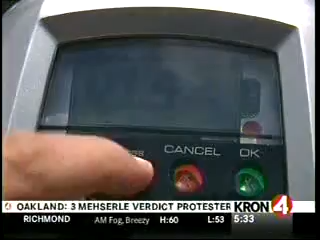 CANCEL OK
OAKLAND: 3 MEHSERLE VERDICT PROTESTER KRON 4
RICHMOND AM Fog, Breezy H:60 L:53 5:33